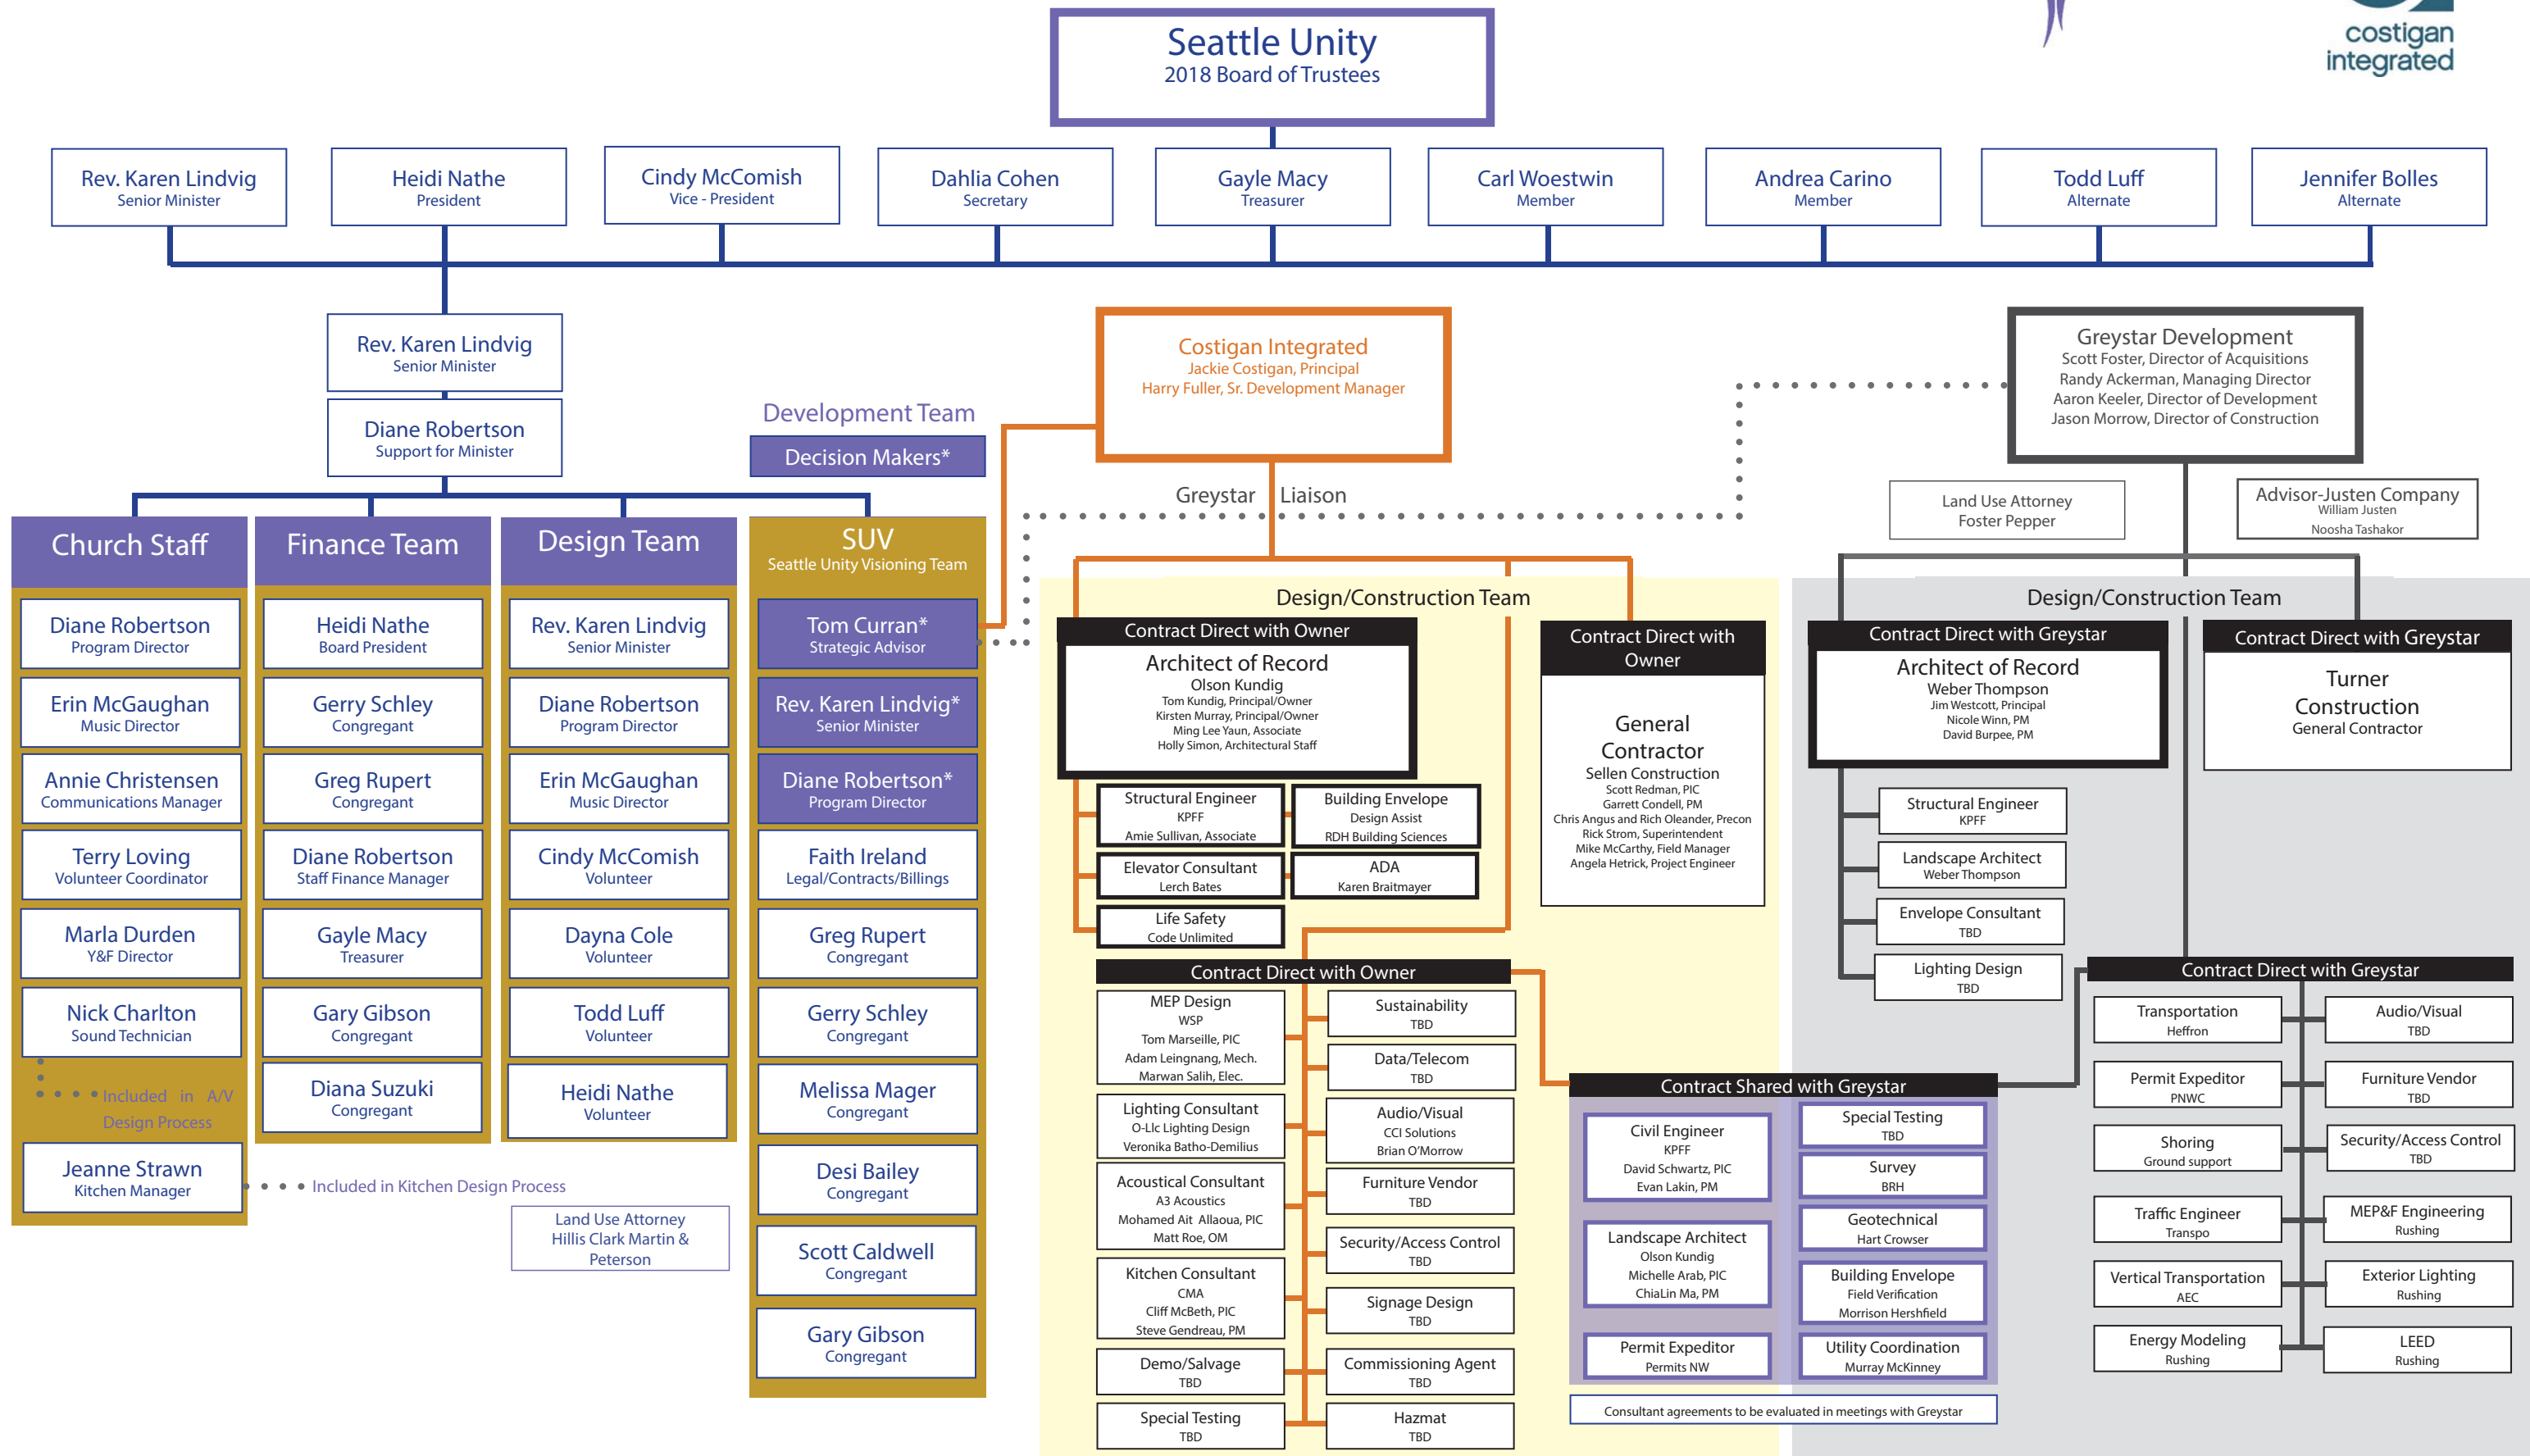 costigan
integrated
Seattle Unity
2018 Board of Trustees
Rev. Karen Lindvig
Senior Minister
Heidi Nathe
President
Cindy McComish
Vice - President
Dahlia Cohen
Secretary
Gayle Macy
Treasurer
Carl Woestwin
Member
Andrea Carino
Member
Todd Luff
Alternate
Jennifer Bolles
Alternate
Rev. Karen Lindvig
Senior Minister
Diane Robertson
Support for Minister
Development Team
Decision Makers*
Costigan Integrated
Jackie Costigan, Principal
Harry Fuller, Sr. Development Manager
Greystar Development
Scott Foster, Director of Acquisitions
Randy Ackerman, Managing Director
Aaron Keeler, Director of Development
Jason Morrow, Director of Construction
Greystar Liaison
Land Use Attorney
Foster Pepper
Advisor-Justen Company
William Justen
Noosha Tashakor
Church Staff
Diane Robertson
Program Director
Erin McGaughan
Music Director
Annie Christensen
Communications Manager
Terry Loving
Volunteer Coordinator
Marla Durden
Y&F Director
Nick Charlton
Sound Technician
Included in A/V
Design Process
Jeanne Strawn
Kitchen Manager
Included in Kitchen Design Process
Finance Team
Heidi Nathe
Board President
Gerry Schley
Congregant
Greg Rupert
Congregant
Diane Robertson
Staff Finance Manager
Gayle Macy
Treasurer
Gary Gibson
Congregant
Diana Suzuki
Congregant
Design Team
Rev. Karen Lindvig
Senior Minister
Diane Robertson
Program Director
Erin McGaughan
Music Director
Cindy McComish
Volunteer
Dayna Cole
Volunteer
Todd Luff
Volunteer
Heidi Nathe
Volunteer
Land Use Attorney
Hillis Clark Martin &
Peterson
SUV
Seattle Unity Visioning Team
Tom Curran*
Strategic Advisor
Rev. Karen Lindvig*
Senior Minister
Diane Robertson*
Program Director
Faith Ireland
Legal/Contracts/Billings
Greg Rupert
Congregant
Gerry Schley
Congregant
Melissa Mager
Congregant
Desi Bailey
Congregant
Scott Caldwell
Congregant
Gary Gibson
Congregant
Design/Construction Team
Contract Direct with Owner
Architect of Record
Olson Kundig
Tom Kundig, Principal/Owner
Kirsten Murray, Principal/Owner
Ming Lee Yaun, Associate
Holly Simon, Architectural Staff
Structural Engineer
KPFF
Amie Sullivan, Associate
Building Envelope
Design Assist
RDH Building Sciences
Elevator Consultant
Lerch Bates
ADA
Karen Braitmayer
Life Safety
Code Unlimited
Contract Direct with
Owner
General
Contractor
Sellen Construction
Scott Redman, PIC
Garrett Condell, PM
Chris Angus and Rich Oleander, Precon
Rick Strom, Superintendent
Mike McCarthy, Field Manager
Angela Hetrick, Project Engineer
Contract Direct with Owner
MEP Design
WSP
Tom Marseille, PIC
Adam Leingnang, Mech.
Marwan Salih, Elec.
Sustainability
TBD
Data/Telecom
TBD
Lighting Consultant
O-Llc Lighting Design
Veronika Batho-Demilius
Audio/Visual
CCI Solutions
Brian O’Morrow
Acoustical Consultant
A3 Acoustics
Mohamed Ait Allaoua, PIC
Matt Roe, OM
Furniture Vendor
TBD
Security/Access Control
TBD
Kitchen Consultant
CMA
Cliff McBeth, PIC
Steve Gendreau, PM
Signage Design
TBD
Demo/Salvage
TBD
Commissioning Agent
TBD
Special Testing
TBD
Hazmat
TBD
Contract Shared with Greystar
Civil Engineer
KPFF
David Schwartz, PIC
Evan Lakin, PM
Landscape Architect
Olson Kundig
Michelle Arab, PIC
ChiaLin Ma, PM
Permit Expeditor
Permits NW
Special Testing
TBD
Survey
BRH
Geotechnical
Hart Crowser
Building Envelope
Field Verification
Morrison Hershfield
Utility Coordination
Murray McKinney
Consultant agreements to be evaluated in meetings with Greystar
Design/Construction Team
Contract Direct with Greystar
Architect of Record
Weber Thompson
Jim Westcott, Principal
Nicole Winn, PM
David Burpee, PM
Contract Direct with Greystar
Turner
Construction
General Contractor
Structural Engineer
KPFF
Landscape Architect
Weber Thompson
Envelope Consultant
TBD
Lighting Design
TBD
Contract Direct with Greystar
Transportation
Heffron
Audio/Visual
TBD
Permit Expeditor
PNWC
Furniture Vendor
TBD
Shoring
Ground support
Security/Access Control
TBD
Traffic Engineer
Transpo
MEP&F Engineering
Rushing
Vertical Transportation
AEC
Exterior Lighting
Rushing
Energy Modeling
Rushing
LEED
Rushing